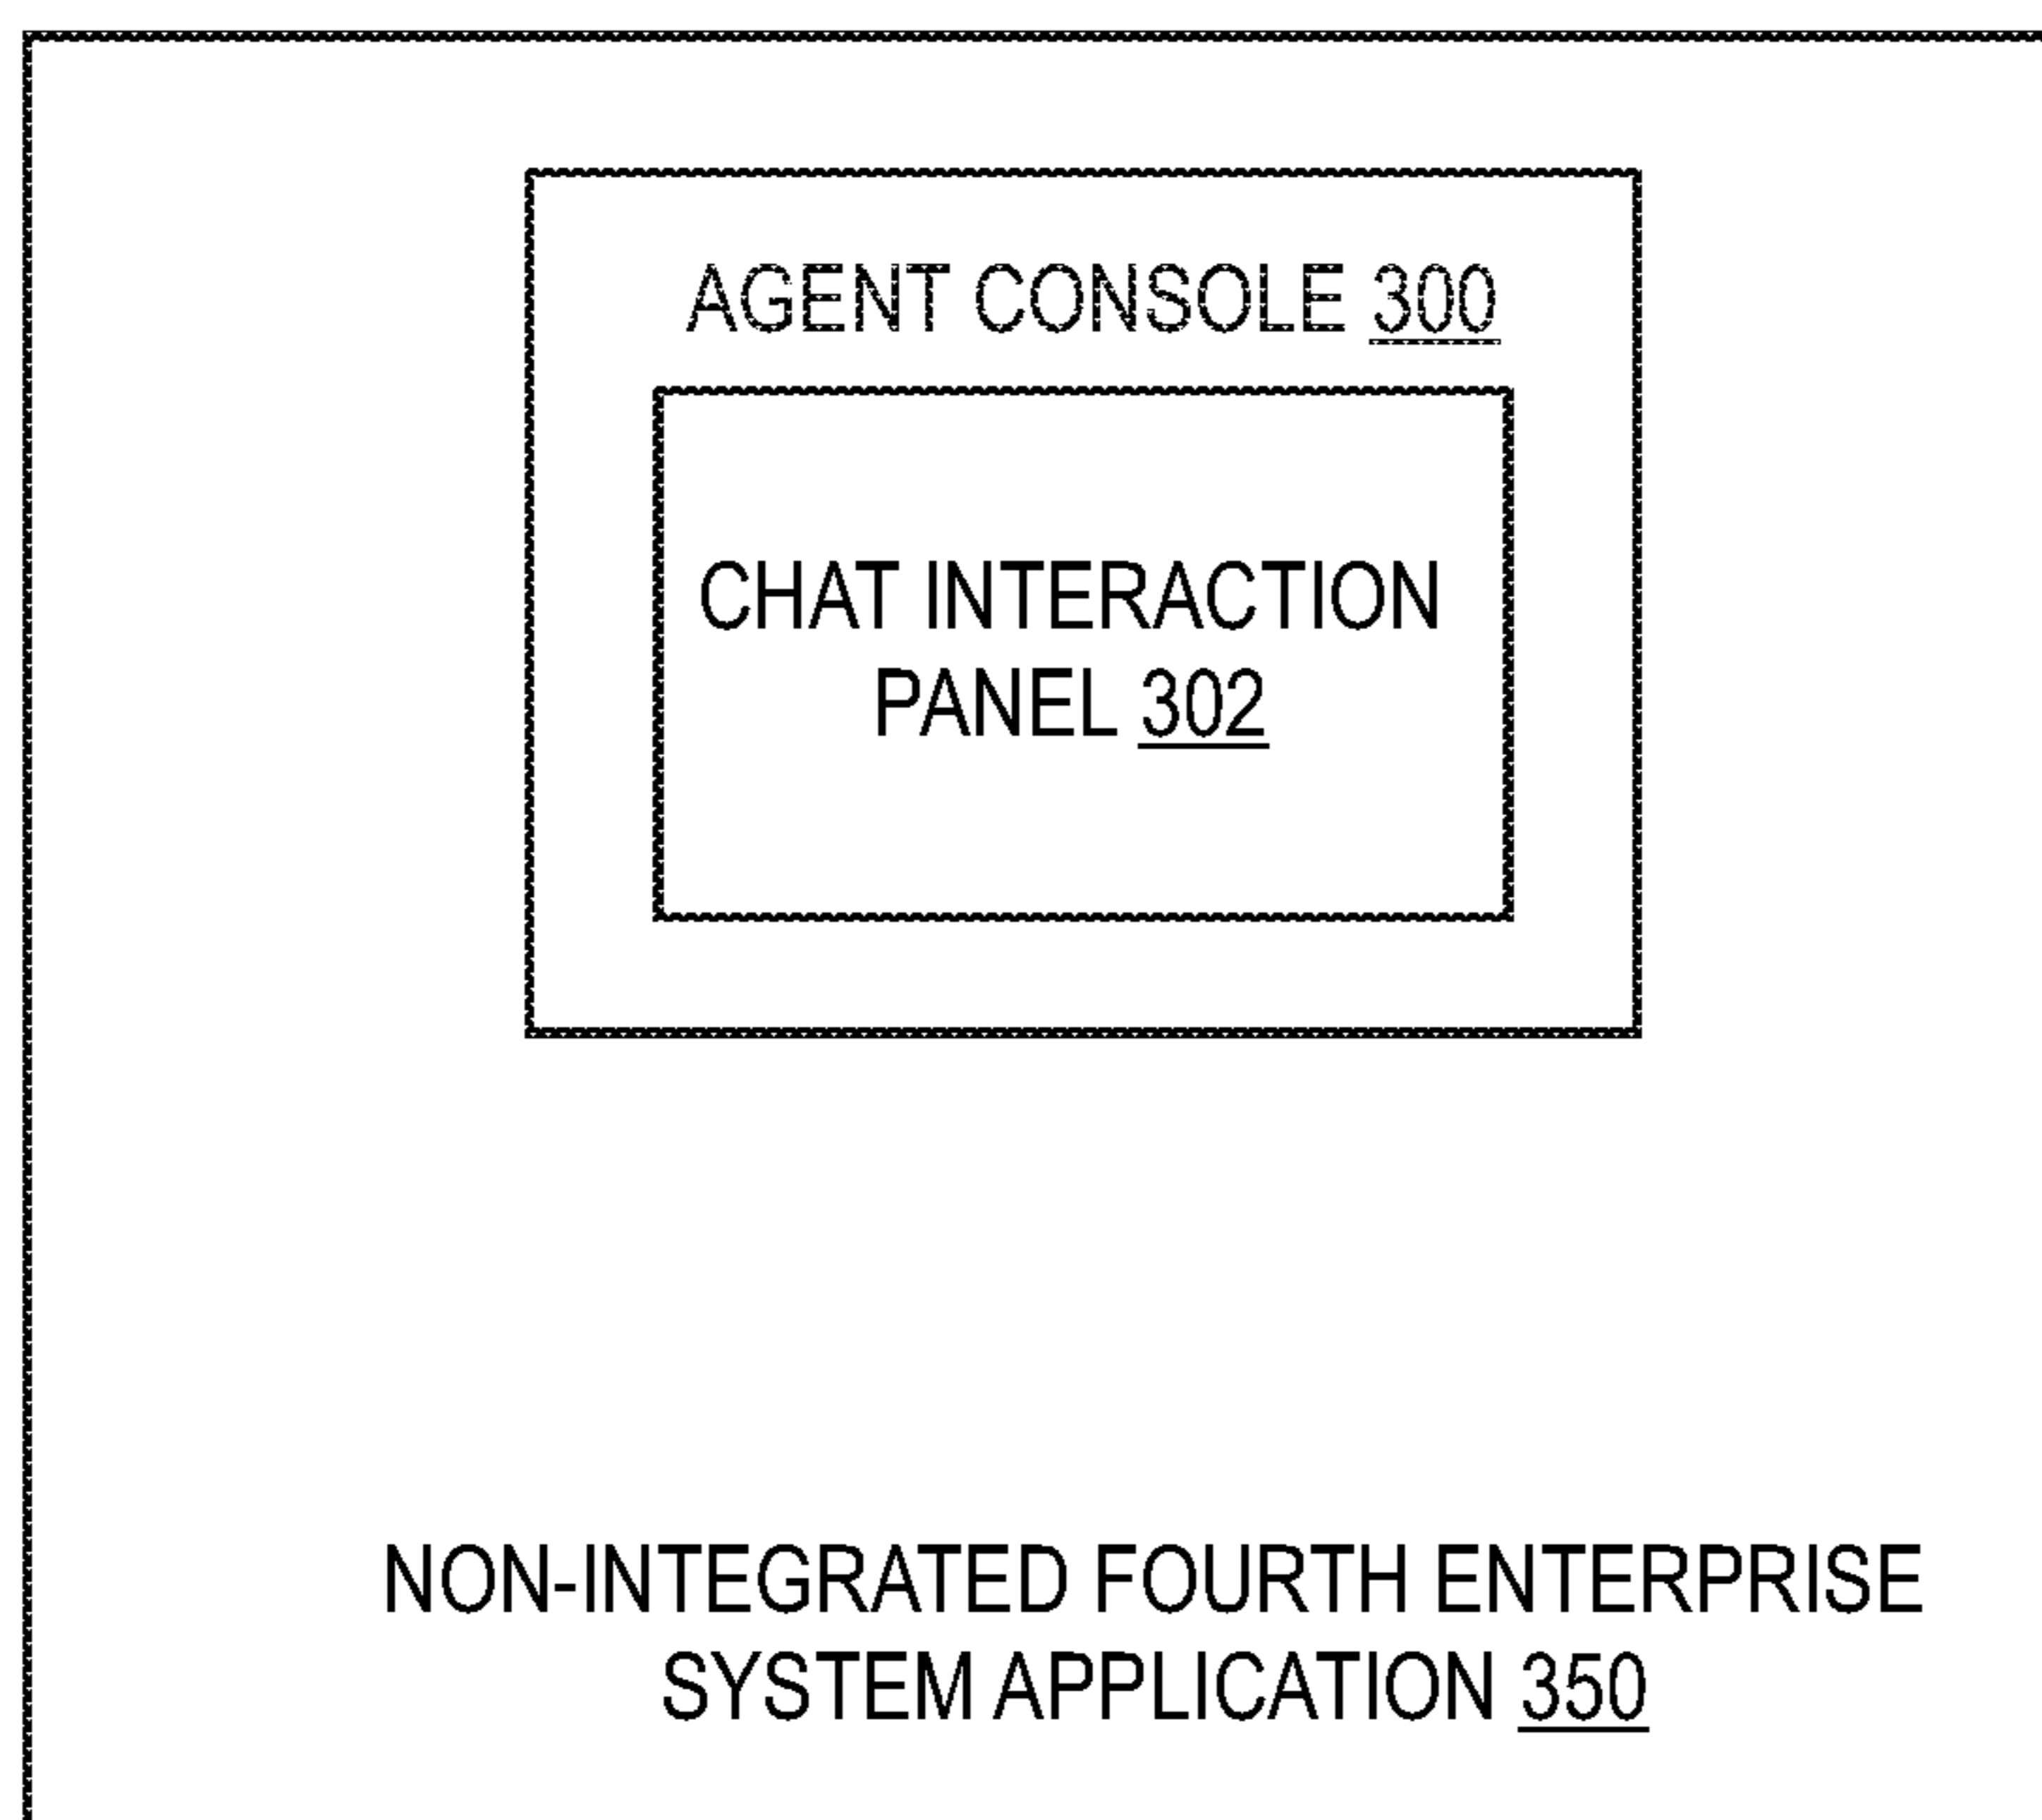 AGENT CONSOLE 300
CHAT INTERACTION
PANEL 302
NON-INTEGRATED FOURTH ENTERPRISE
SYSTEM APPLICATION 350